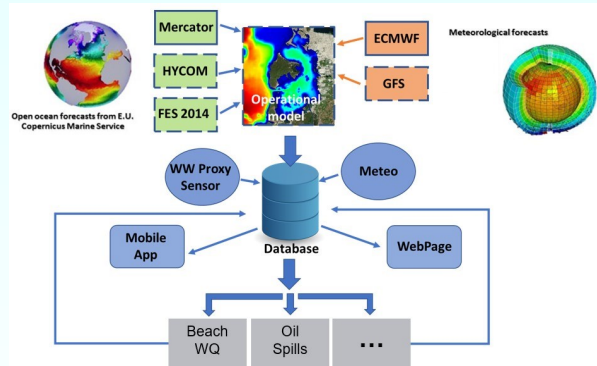 Mercator
HYCOM
FES 2014
Open ocean forecasts from E.U.
Copernicus Marine Service
Operational
model
ECMWF
GFS
Meteorological forecasts
WW Proxy
Sensor
Meteo
Mobile
App
Database
WebPage
Beach
WQ
Oil
Spills
...